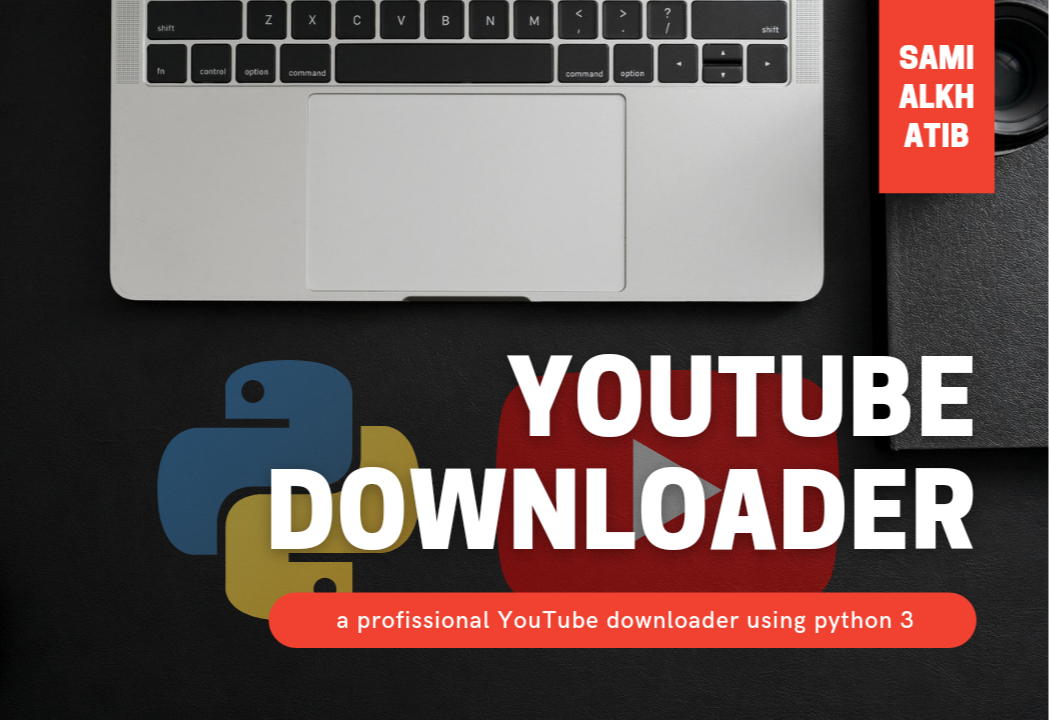 shift Z X C V B N M < , > . ? / shift
fn control option command command option
SAMI
ALKH
ATIB
YOUTUBE
DOWNLOADER
a profissional YouTube downloader using python 3